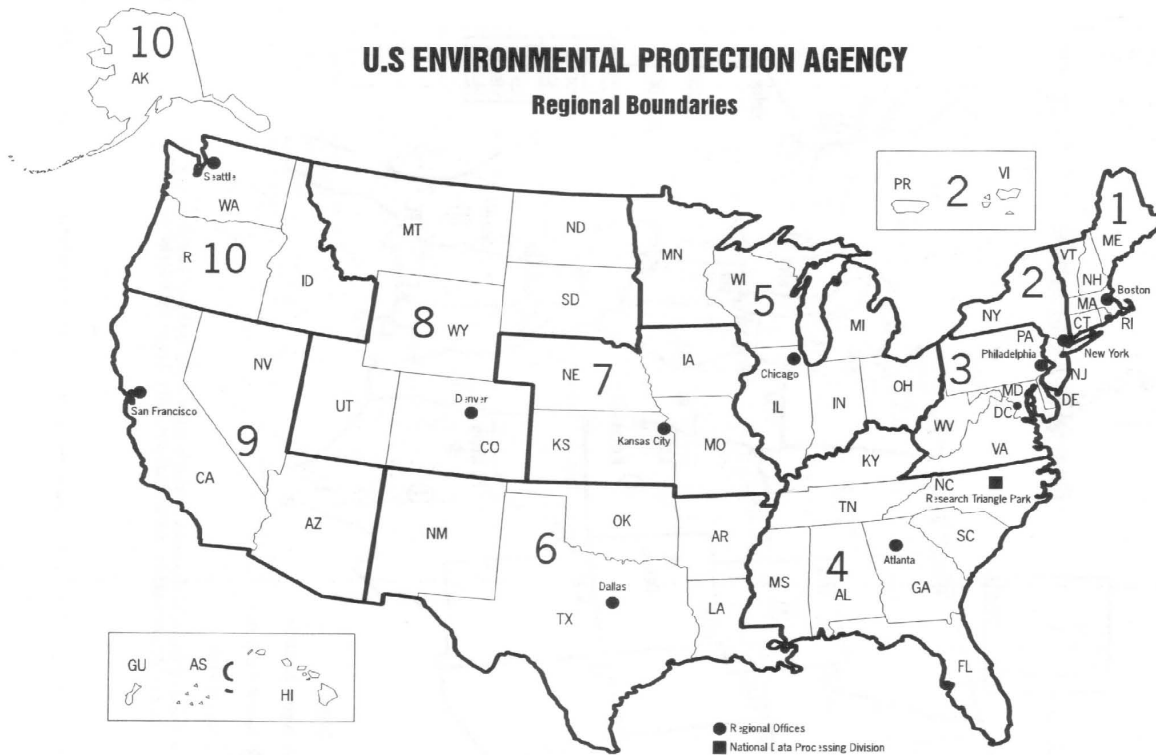 10
AK
U.S ENVIRONMENTAL PROTECTION AGENCY
Regional Boundaries
PR
2
VI
Seattle
WA
R 10
ID
MT
ND
SD
8
WY
MN
WI
5
MI
1
ME
VT
NH
Boston
MA
CT
RI
2
NY
New York
PA
Philadelphia
3
NJ
MD
DE
DC
WV
VA
NV
San Francisco
9
CA
UT
Denver
CO
NE
7
IA
KS
Kansas City
MO
Chicago
IL
IN
OH
KY
NC
Research Triangle Park
TN
SC
AZ
NM
6
OK
AR
Dallas
TX
LA
MS
4
AL
Atlanta
GA
FL
GU
AS
9
HI
Regional Offices
National Data Processing Division